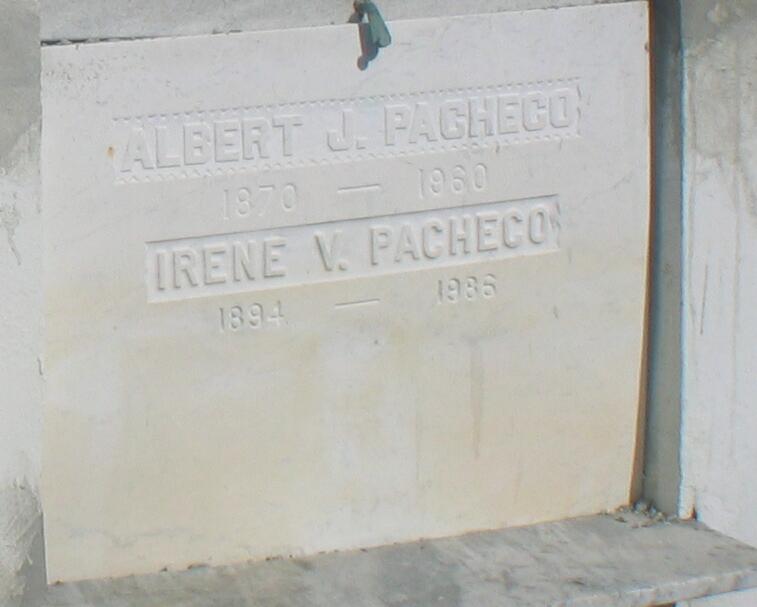 ALBERT J. PACHECO
1870 — 1960
IRENE V. PACHECO
1894 — 1986